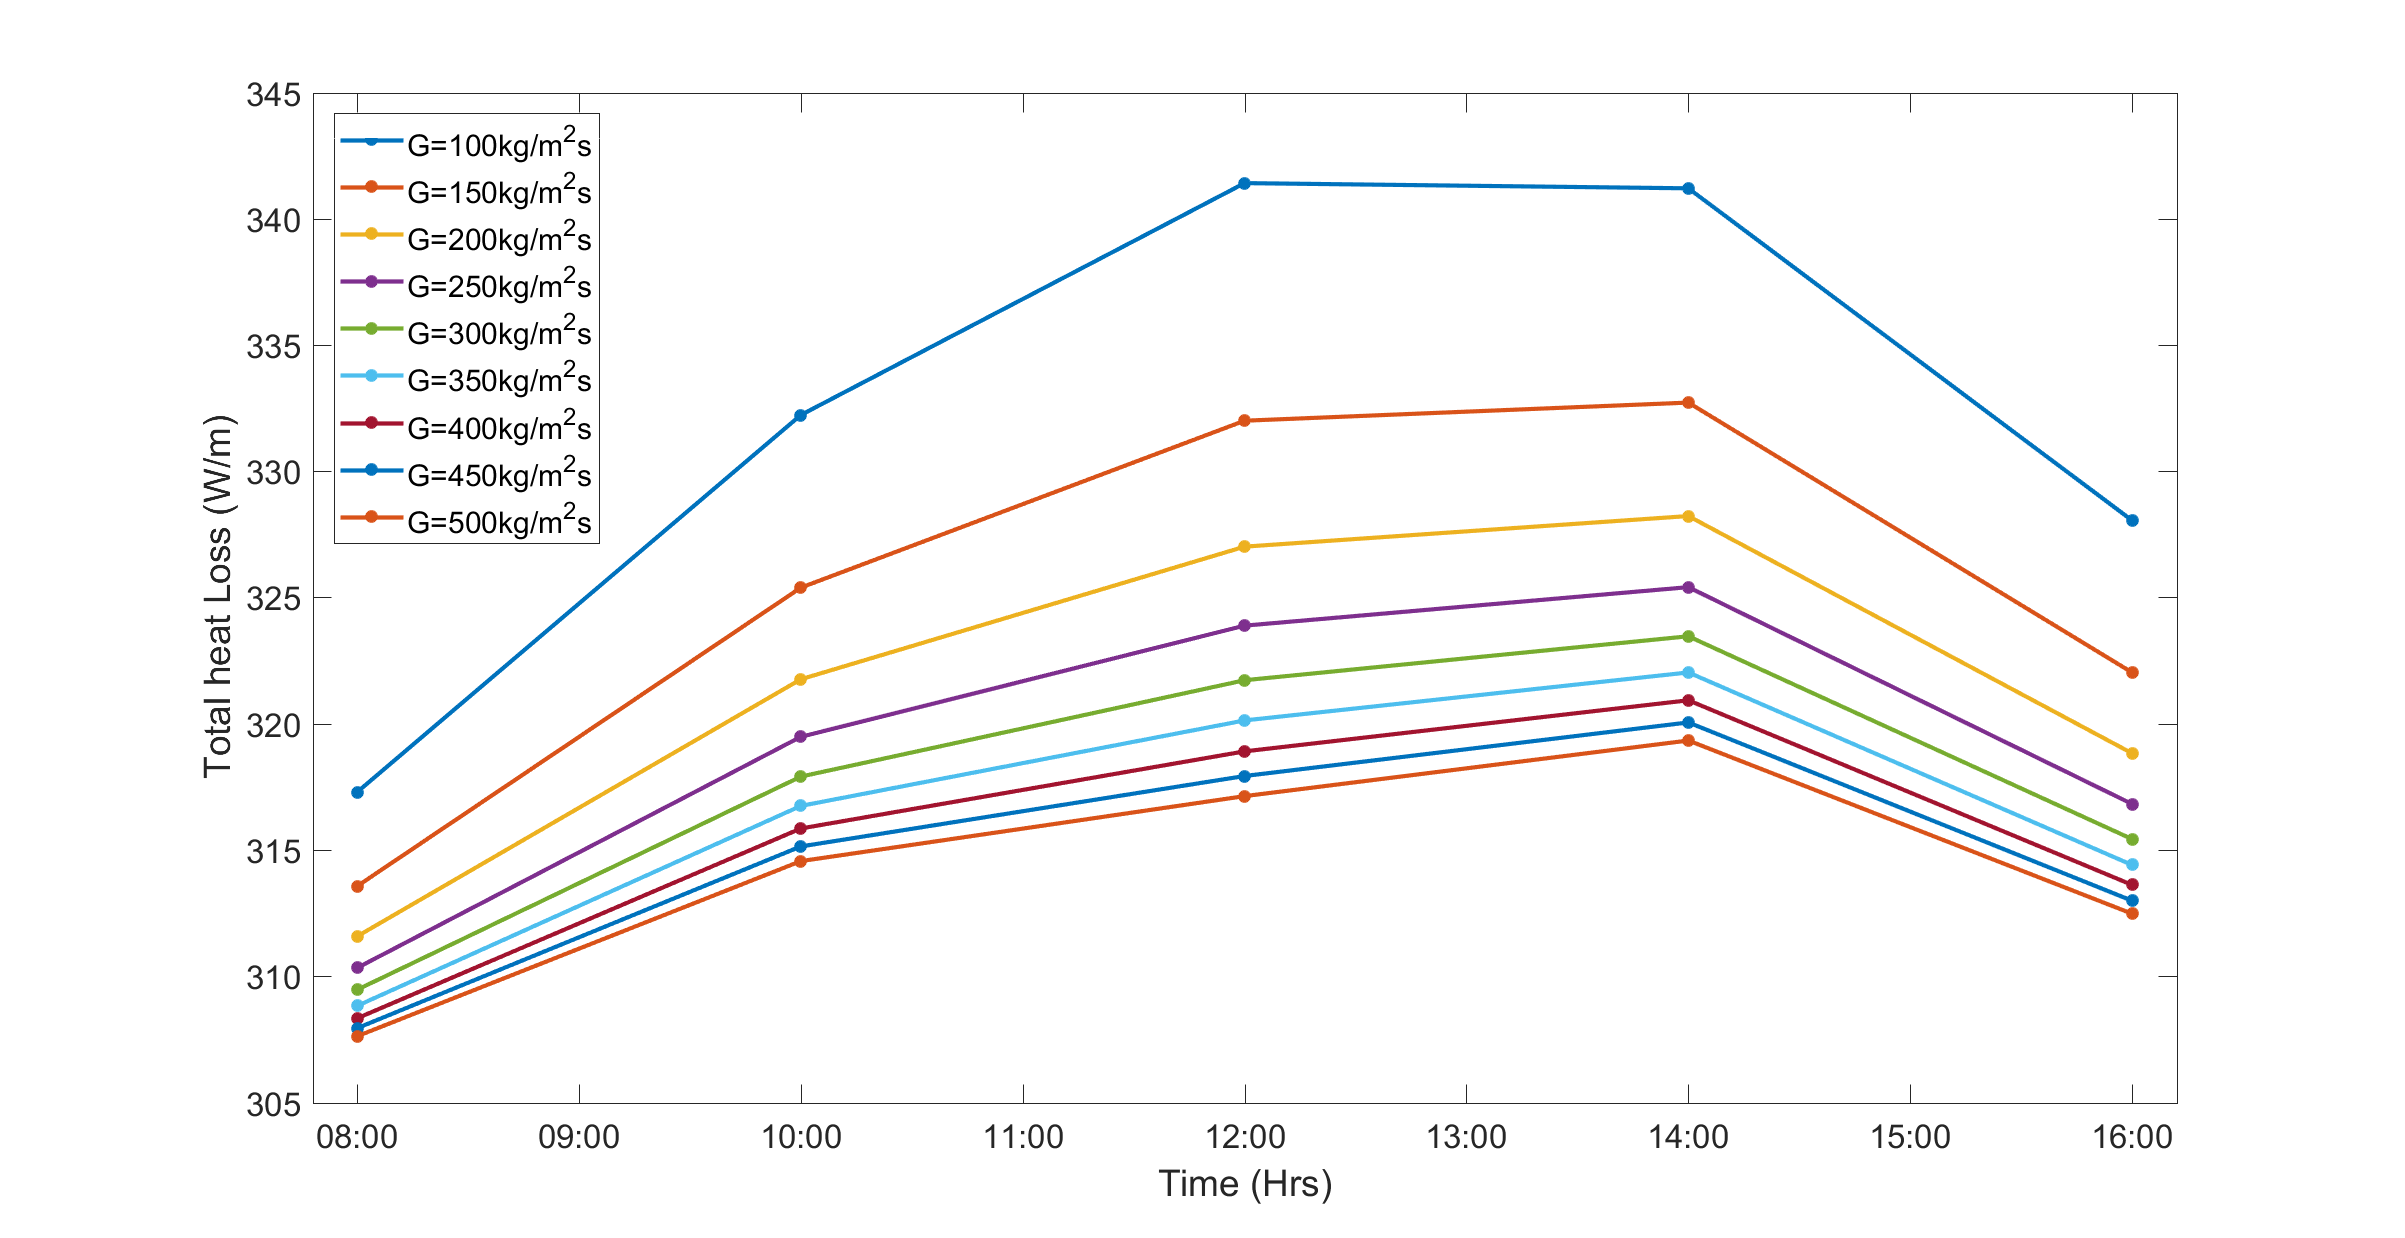 345
340
335
330
325
320
315
310
305
Total heat Loss (W/m)
G=100kg/m²s
G=150kg/m²s
G=200kg/m²s
G=250kg/m²s
G=300kg/m²s
G=350kg/m²s
G=400kg/m²s
G=450kg/m²s
G=500kg/m²s
08:00 09:00 10:00 11:00 12:00 13:00 14:00 15:00 16:00
Time (Hrs)